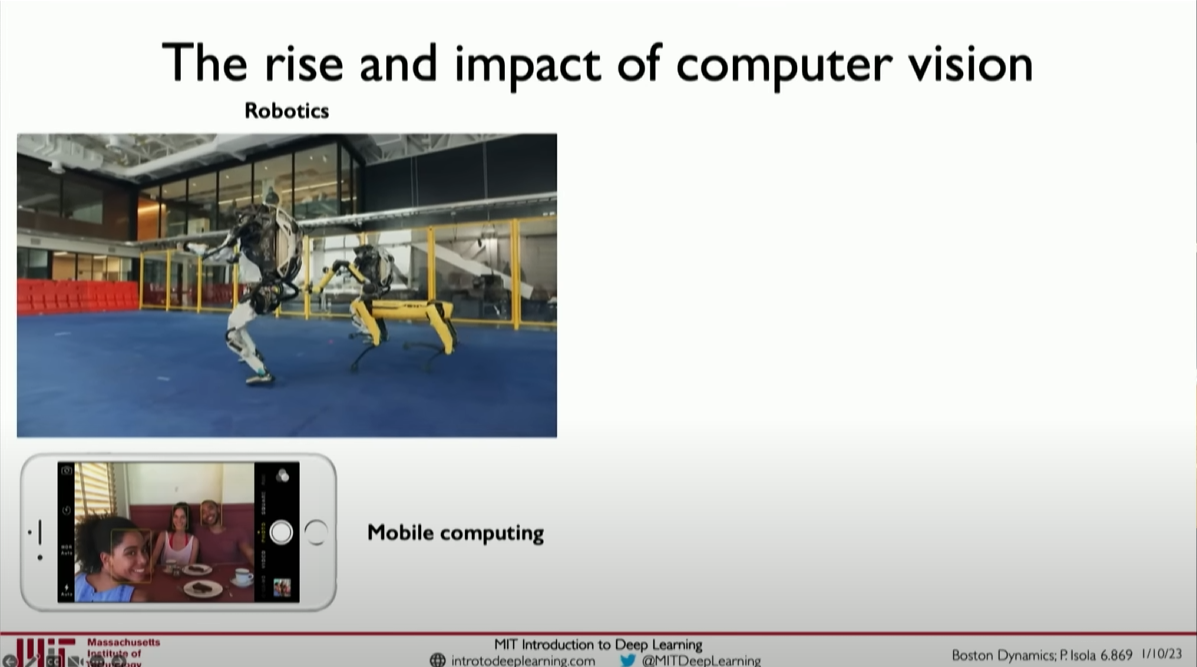 The rise and impact of computer vision
Robotics
Mobile computing
Massachusetts
Institute of
MIT Introduction to Deep Learning
introtodeeplearning.com @MITDeepLearning
Boston Dynamics; P. Isola 6.869 1/10/23